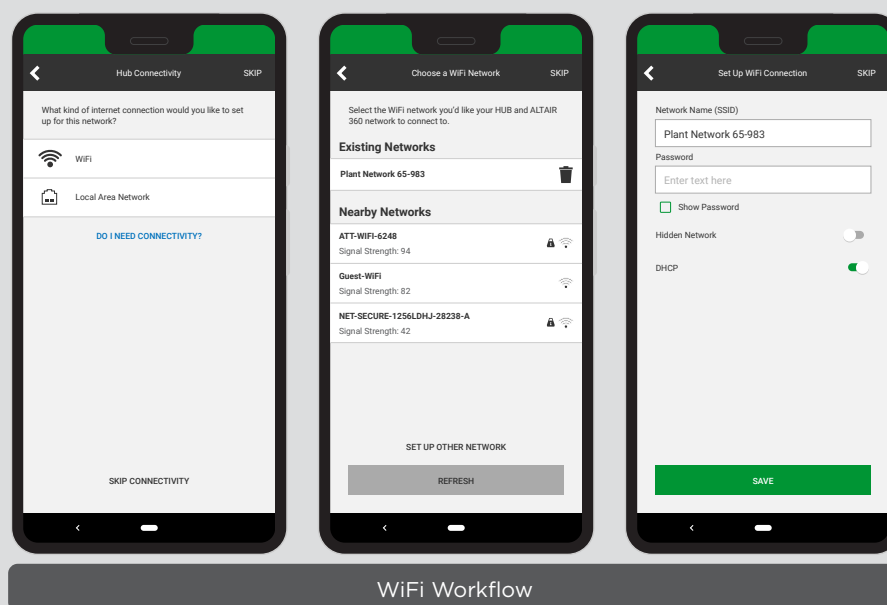 Hub Connectivity
SKIP
What kind of internet connection would you like to set
up for this network?
WiFi
Local Area Network
DO I NEED CONNECTIVITY?
SKIP CONNECTIVITY
Choose a WiFi Network
SKIP
Select the WiFi network you'd like your HUB and ALTAIR
360 network to connect to.
Existing Networks
Plant Network 65-983
Nearby Networks
ATT-WIFI-6248
Signal Strength: 94
Guest-WiFi
Signal Strength: 82
NET-SECURE-1256LDHJ-28238-A
Signal Strength: 42
SET UP OTHER NETWORK
REFRESH
Set Up WiFi Connection
SKIP
Network Name (SSID)
Plant Network 65-983
Password
Enter text here
Show Password
Hidden Network
DHCP
SAVE
WiFi Workflow